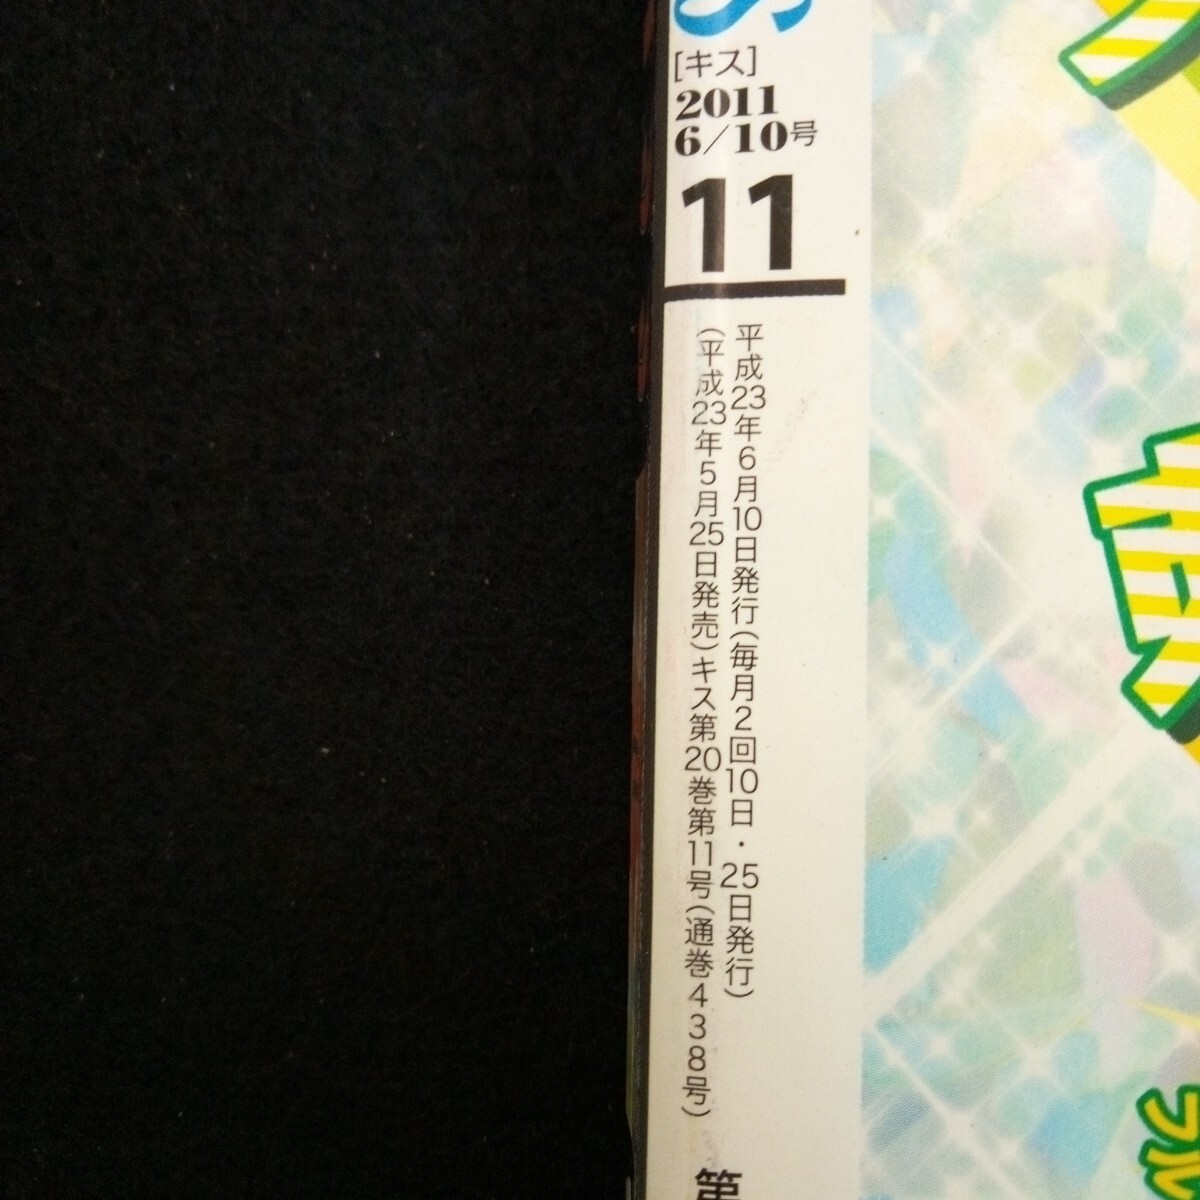 [キス]
2011
6/10号
11
平成23年6月10日発行(毎月2回10日・25日発行)
(平成23年5月25日発売)キス第20巻第11号(通巻438号)
第
フル